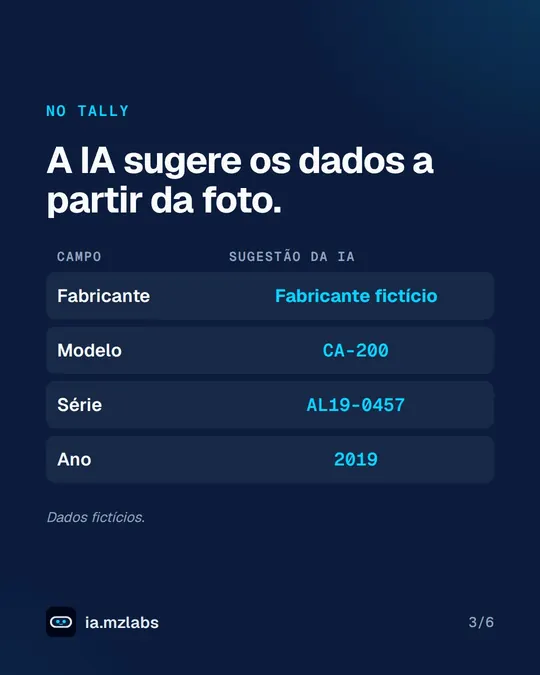 NO TALLY
A IA sugere os dados a
partir da foto.
CAMPO SUGESTÃO DA IA
Fabricante Fabricante fictício
Modelo CA-200
Série AL19-0457
Ano 2019
Dados fictícios.
ia.mzlabs 3/6